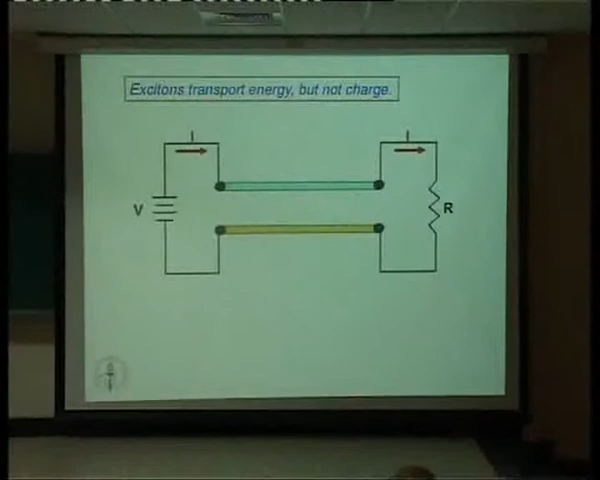 Excitons transport energy, but not charge.
I
I
V
R